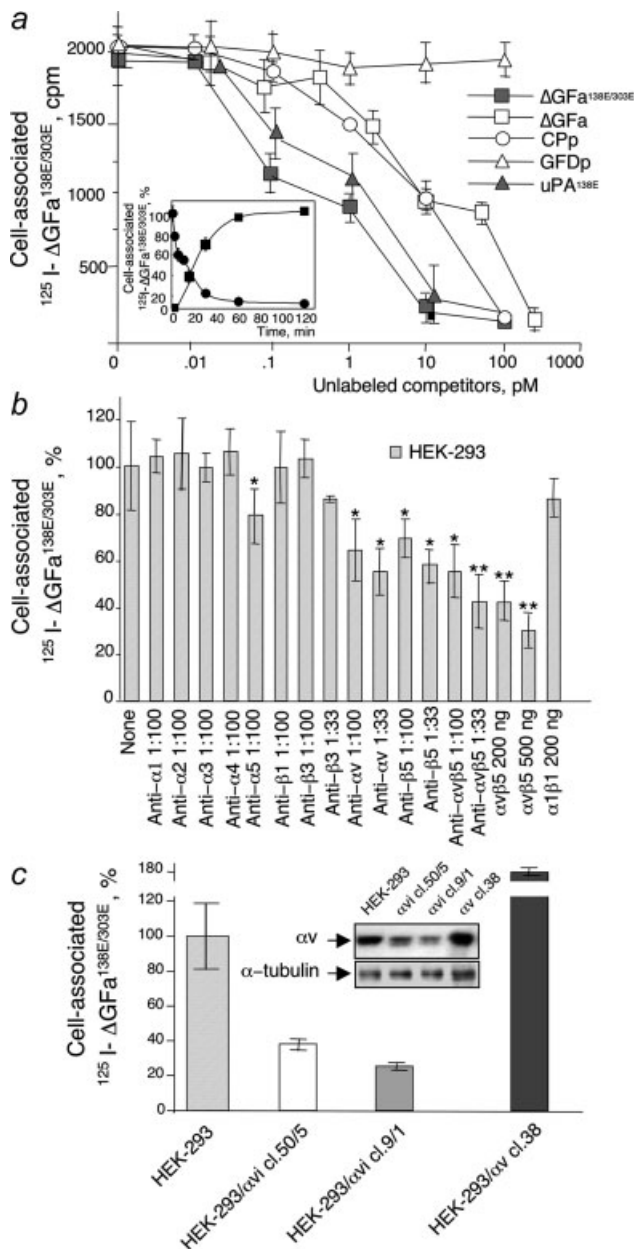 a
Cell-associated
¹²⁵ I- ΔGFa¹³⁸ᴱ/³⁰³ᴱ, cpm
2000
1500
1000
500
ΔGFa¹³⁸ᴱ/³⁰³ᴱ
ΔGFa
CPp
GFDp
uPA¹³⁸ᴱ
Cell-associated
¹²⁵I-ΔGFa¹³⁸ᴱ/³⁰³ᴱ, %
100
80
60
40
20
0
0 20 40 60 80 100 120
Time, min
0 .01 .1 1 10 100 1000
Unlabeled competitors, pM
b
Cell-associated
¹²⁵ I- ΔGFa¹³⁸ᴱ/³⁰³ᴱ, %
120
100
80
60
40
20
0
HEK-293
* * * * * * ** ** **
None
Anti-α1 1:100
Anti-α2 1:100
Anti-α3 1:100
Anti-α4 1:100
Anti-α5 1:100
Anti-β1 1:100
Anti-β3 1:100
Anti-β3 1:33
Anti-αv 1:100
Anti-αv 1:33
Anti-β5 1:100
Anti-β5 1:33
Anti-αvβ5 1:100
Anti-αvβ5 1:33
αvβ5 200 ng
αvβ5 500 ng
α1β1 200 ng
c
Cell-associated
¹²⁵ I- ΔGFa¹³⁸ᴱ/³⁰³ᴱ, %
180
120
100
80
60
40
20
0
HEK-293
αvi cl.50/5
αvi cl.9/1
αv cl.38
αv
α-tubulin
HEK-293
HEK-293/αvi cl.50/5
HEK-293/αvi cl.9/1
HEK-293/αv cl.38